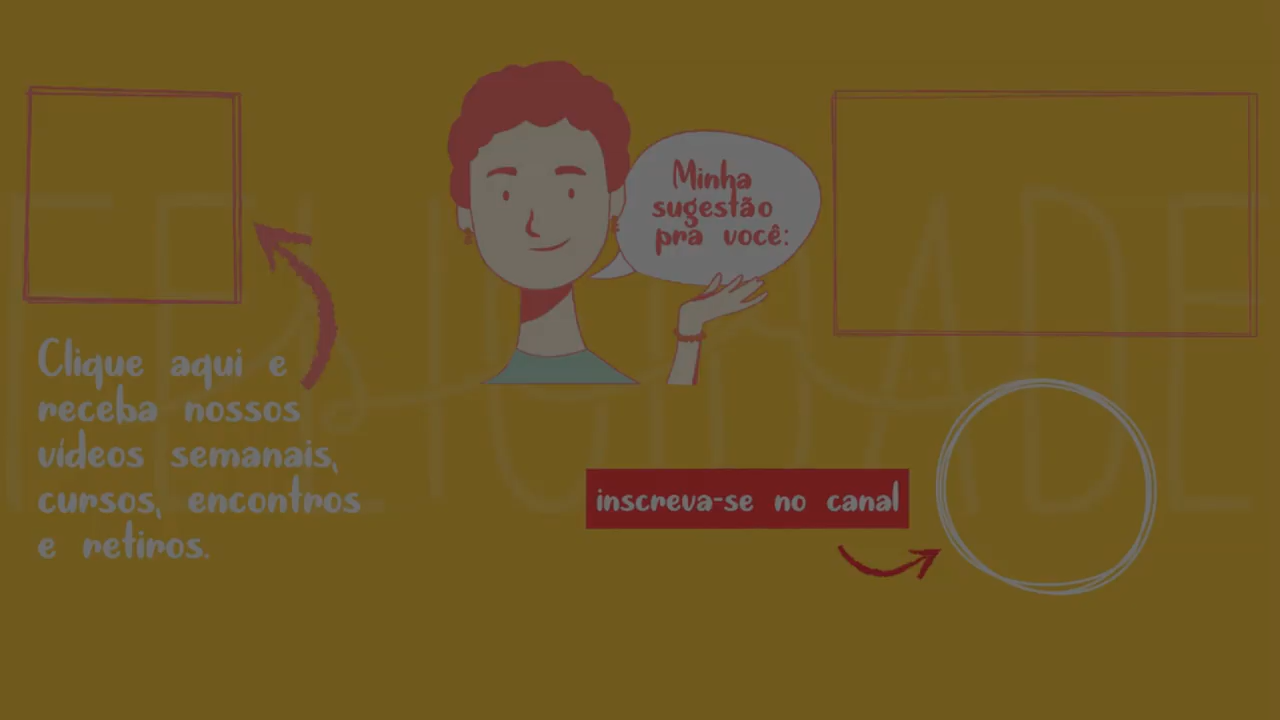 Minha
sugestão
pra você:
Clique aqui e
receba nossos
vídeos semanais,
cursos, encontros
e retiros.
inscreva-se no canal